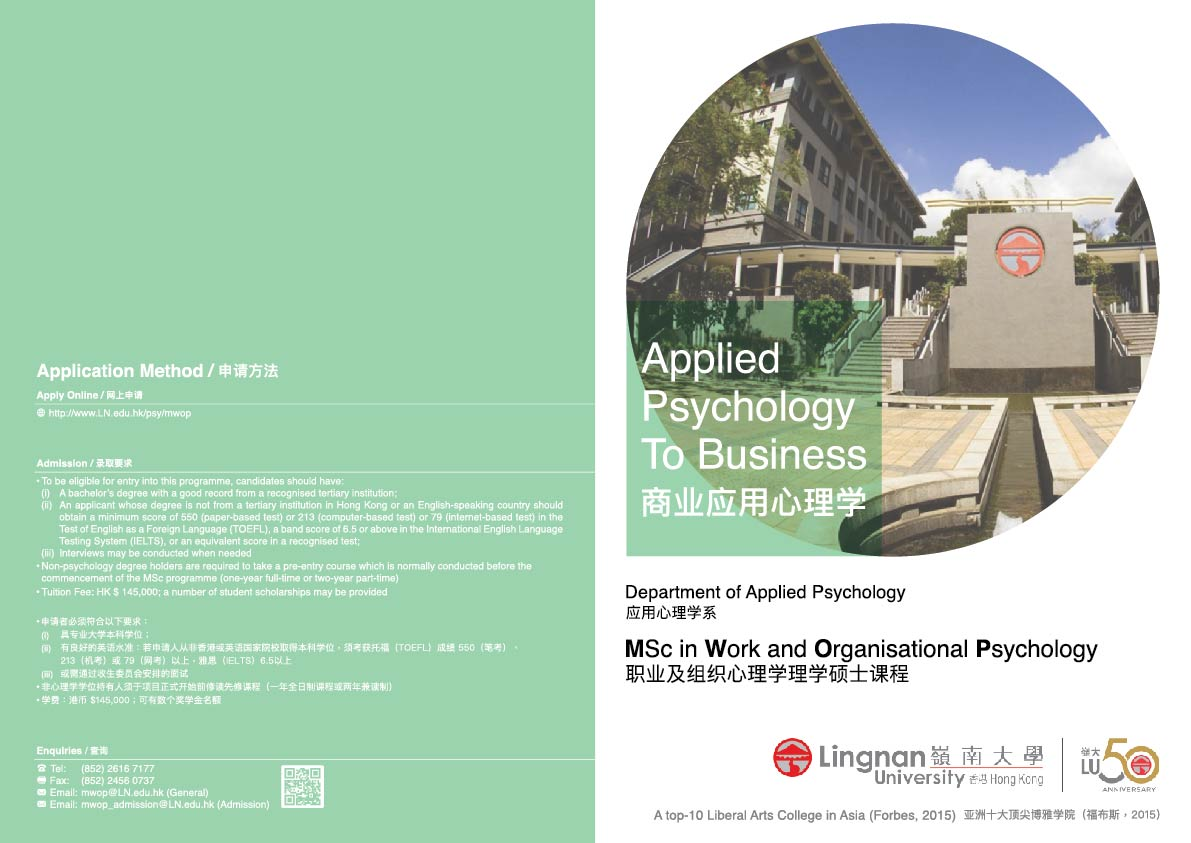 Application Method / 申请方法
Apply Online / 网上申请
http://www.LN.edu.hk/psy/mwop
Admission / 录取要求
• To be eligible for entry into this programme, candidates should have:
(i) A bachelor's degree with a good record from a recognised tertiary institution;
(ii) An applicant whose degree is not from a tertiary institution in Hong Kong or an English-speaking country should
obtain a minimum score of 550 (paper-based test) or 213 (computer-based test) or 79 (internet-based test) in the
Test of English as a Foreign Language (TOEFL), a band score of 6.5 or above in the International English Language
Testing System (IELTS), or an equivalent score in a recognised test;
(iii) Interviews may be conducted when needed
• Non-psychology degree holders are required to take a pre-entry course which is normally conducted before the
commencement of the MSc programme (one-year full-time or two-year part-time)
• Tuition Fee: HK $ 145,000; a number of student scholarships may be provided
• 申请者必须符合以下要求：
(i) 具专业大学本科学位；
(ii) 有良好的英语水准：若申请人从非香港或英语国家院校取得本科学位，须考获托福（TOEFL）成绩 550（笔考）、
213（机考）或 79（网考）以上，雅思（IELTS）6.5以上
(iii) 或需通过收生委员会安排的面试
• 非心理学学位持有人须于项目正式开始前修读先修课程（一年全日制课程或两年兼读制）
• 学费：港币 $145,000；可有数个奖学金名额
Enquiries / 查询
Tel: (852) 2616 7177
Fax: (852) 2456 0737
Email: mwop@LN.edu.hk (General)
Email: mwop_admission@LN.edu.hk (Admission)
Applied
Psychology
To Business
商业应用心理学
Department of Applied Psychology
应用心理学系
MSc in Work and Organisational Psychology
职业及组织心理学理学硕士课程
Lingnan 嶺南大學
University 香港 Hong Kong
嶺大
LU50
ANNIVERSARY
A top-10 Liberal Arts College in Asia (Forbes, 2015) 亚洲十大顶尖博雅学院（福布斯，2015）